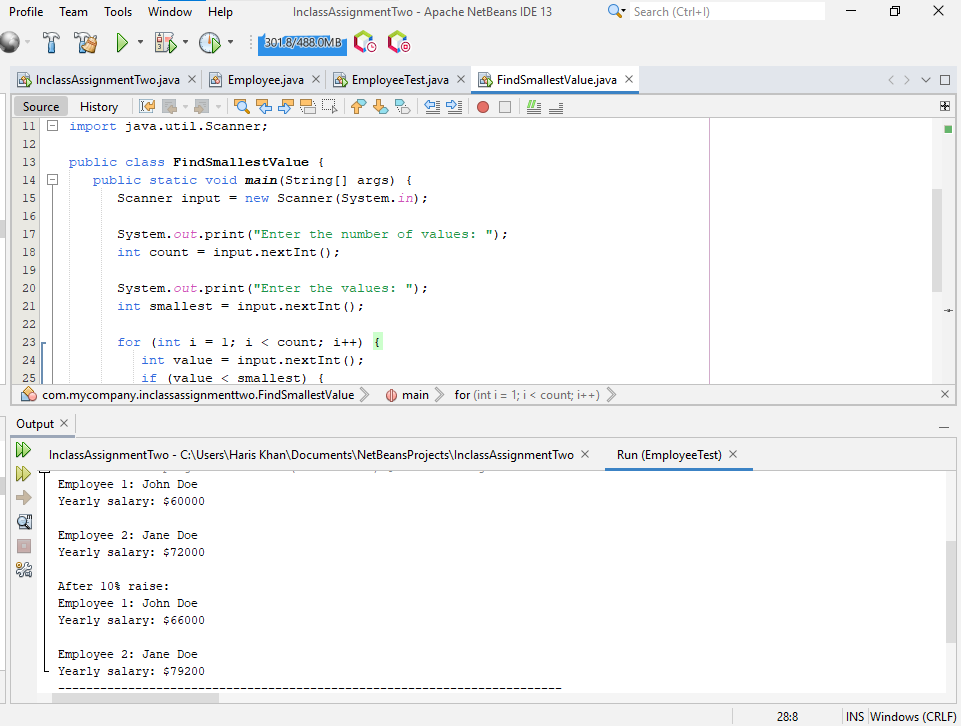 Profile Team Tools Window Help InclassAssignmentTwo - Apache NetBeans IDE 13 Search (Ctrl+I)
301.8/488.0MB
InclassAssignmentTwo.java Employee.java EmployeeTest.java FindSmallestValue.java
Source History
11 import java.util.Scanner;
12
13 public class FindSmallestValue {
14 public static void main(String[] args) {
15 Scanner input = new Scanner(System.in);
16
17 System.out.print("Enter the number of values: ");
18 int count = input.nextInt();
19
20 System.out.print("Enter the values: ");
21 int smallest = input.nextInt();
22
23 for (int i = 1; i < count; i++) {
24 int value = input.nextInt();
25 if (value < smallest) {
com.mycompany.inclassassignmenttwo.FindSmallestValue main for (int i = 1; i < count; i++)
Output
InclassAssignmentTwo - C:\Users\Haris Khan\Documents\NetBeansProjects\InclassAssignmentTwo Run (EmployeeTest)
Employee 1: John Doe
Yearly salary: $60000
Employee 2: Jane Doe
Yearly salary: $72000
After 10% raise:
Employee 1: John Doe
Yearly salary: $66000
Employee 2: Jane Doe
Yearly salary: $79200
------------------------------------------------------------------------
28:8 INS Windows (CRLF)